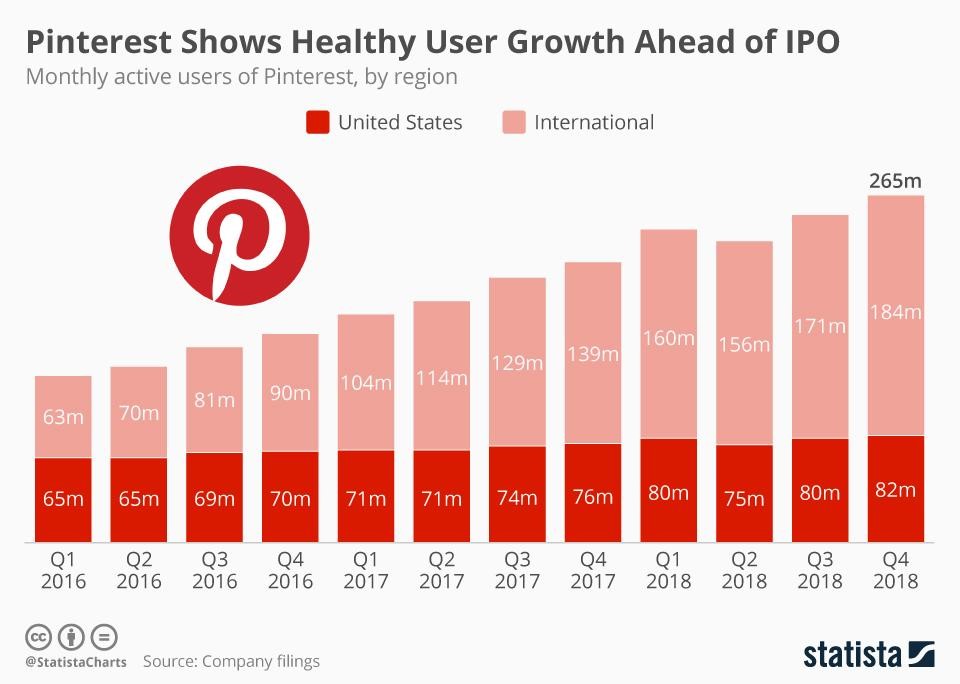 Pinterest Shows Healthy User Growth Ahead of IPO
Monthly active users of Pinterest, by region
United States International
265m
63m 70m 81m 90m 104m 114m 129m 139m 160m 156m 171m 184m
65m 65m 69m 70m 71m 71m 74m 76m 80m 75m 80m 82m
Q1 Q2 Q3 Q4 Q1 Q2 Q3 Q4 Q1 Q2 Q3 Q4
2016 2016 2016 2016 2017 2017 2017 2017 2018 2018 2018 2018
cc
@StatistaCharts Source: Company filings
statista